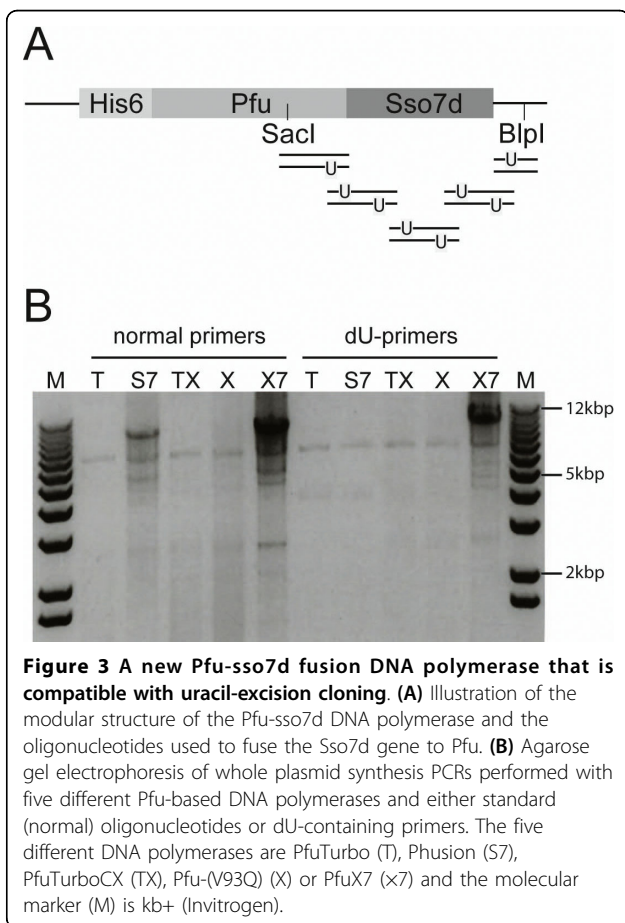 A
His6 Pfu Sso7d
SacI BlpI
U
U
U U
U U
U
U
B
normal primers dU-primers
M T S7 TX X X7 T S7 TX X X7 M
12kbp
5kbp
2kbp
Figure 3 A new Pfu-sso7d fusion DNA polymerase that is
compatible with uracil-excision cloning. (A) Illustration of the
modular structure of the Pfu-sso7d DNA polymerase and the
oligonucleotides used to fuse the Sso7d gene to Pfu. (B) Agarose
gel electrophoresis of whole plasmid synthesis PCRs performed with
five different Pfu-based DNA polymerases and either standard
(normal) oligonucleotides or dU-containing primers. The five
different DNA polymerases are PfuTurbo (T), Phusion (S7),
PfuTurboCX (TX), Pfu-(V93Q) (X) or PfuX7 (×7) and the molecular
marker (M) is kb+ (Invitrogen).